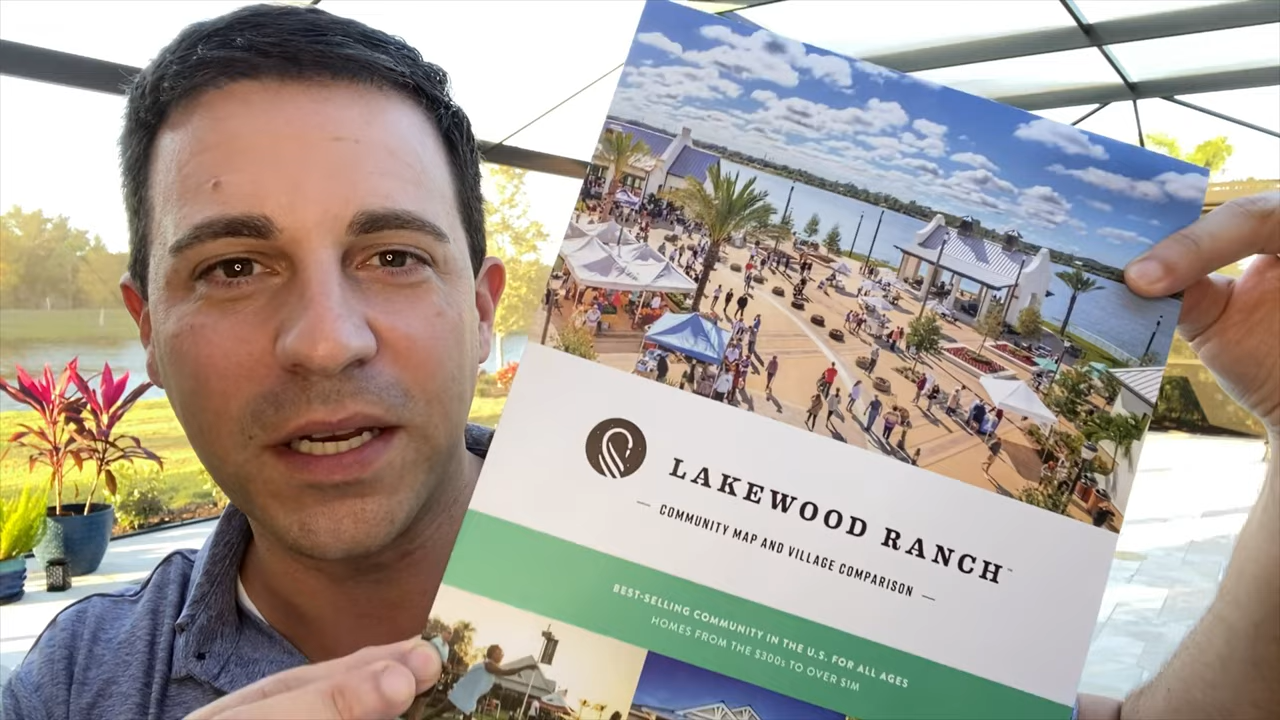 LAKEWOOD RANCH™
COMMUNITY MAP AND VILLAGE COMPARISON
BEST-SELLING COMMUNITY IN THE U.S. FOR ALL AGES
HOMES FROM THE $300s TO OVER $1M